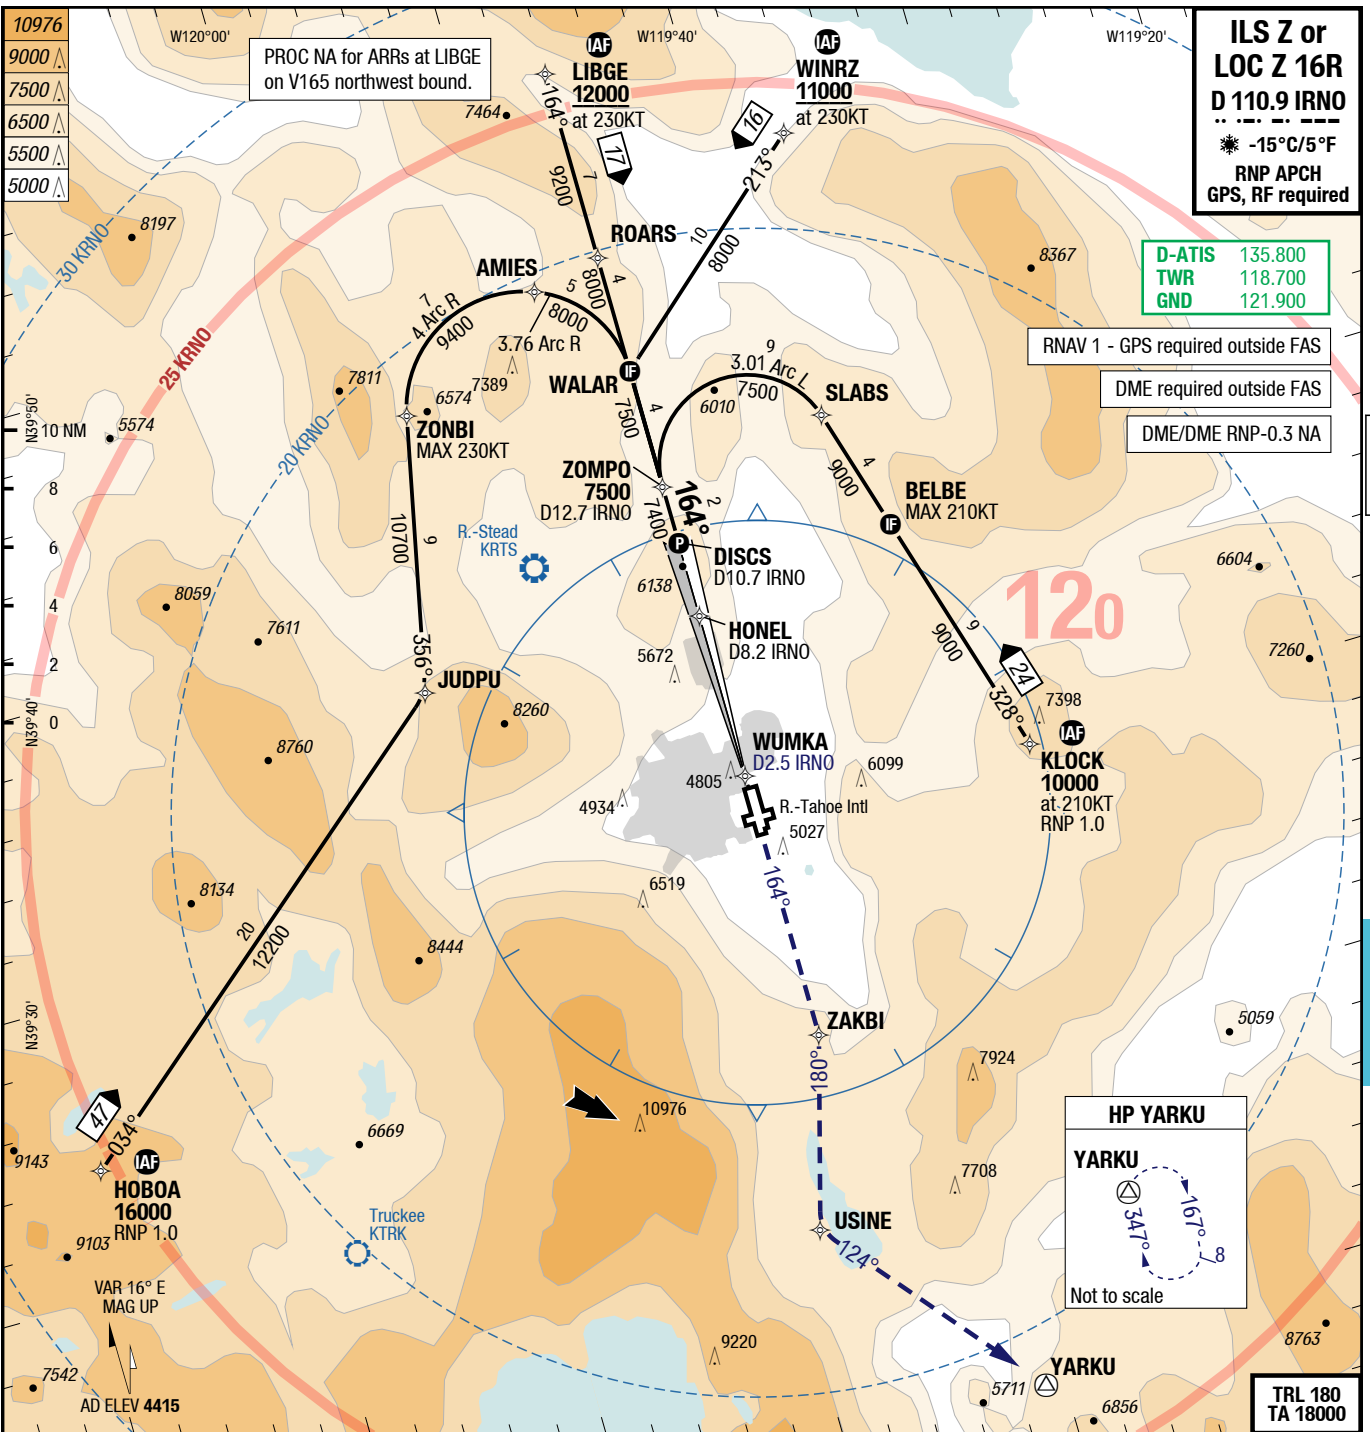 10976
9000
7500
6500
5500
5000
W120°00'
W119°40'
W119°20'
PROC NA for ARRs at LIBGE
on V165 northwest bound.
IAF
LIBGE
12000
at 230KT
IAF
WINRZ
11000
at 230KT
ILS Z or
LOC Z 16R
D 110.9 IRNO
-15°C/5°F
RNP APCH
GPS, RF required
D-ATIS 135.800
TWR 118.700
GND 121.900
RNAV 1 - GPS required outside FAS
DME required outside FAS
DME/DME RNP-0.3 NA
7464
164°
17
7
9200
16
213°
10
8000
8197
30 KRNO
25 KRNO
20 KRNO
ROARS
4
8000
AMIES
5
8000
7
4 Arc R
9400
3.76 Arc R
8367
7811
6574
7389
ZONBI
MAX 230KT
WALAR
IF
4
7500
9
3.01 Arc L
7500
6010
SLABS
4
9000
N39°50'
10 NM
8
6
4
2
0
5574
ZOMPO
7500
D12.7 IRNO
164°
2
7400
BELBE
MAX 210KT
IF
9
10700
R.-Stead
KRTS
P
DISCS
D10.7 IRNO
6138
HONEL
D8.2 IRNO
5672
6604
120
9
9000
8059
7611
7260
356°
JUDPU
24
328°
7398
IAF
KLOCK
10000
at 210KT
RNP 1.0
N39°40'
8260
8760
WUMKA
D2.5 IRNO
4805
6099
4934
R.-Tahoe Intl
5027
8134
6519
164°
20
12200
8444
N39°30'
ZAKBI
5059
180°
7924
10976
47
034°
9143
6669
IAF
HOBOA
16000
RNP 1.0
HP YARKU
YARKU
347°
167°
8
Not to scale
7708
Truckee
KTRK
USINE
124°
9103
VAR 16° E
MAG UP
8763
9220
YARKU
7542
5711
6856
AD ELEV 4415
TRL 180
TA 18000